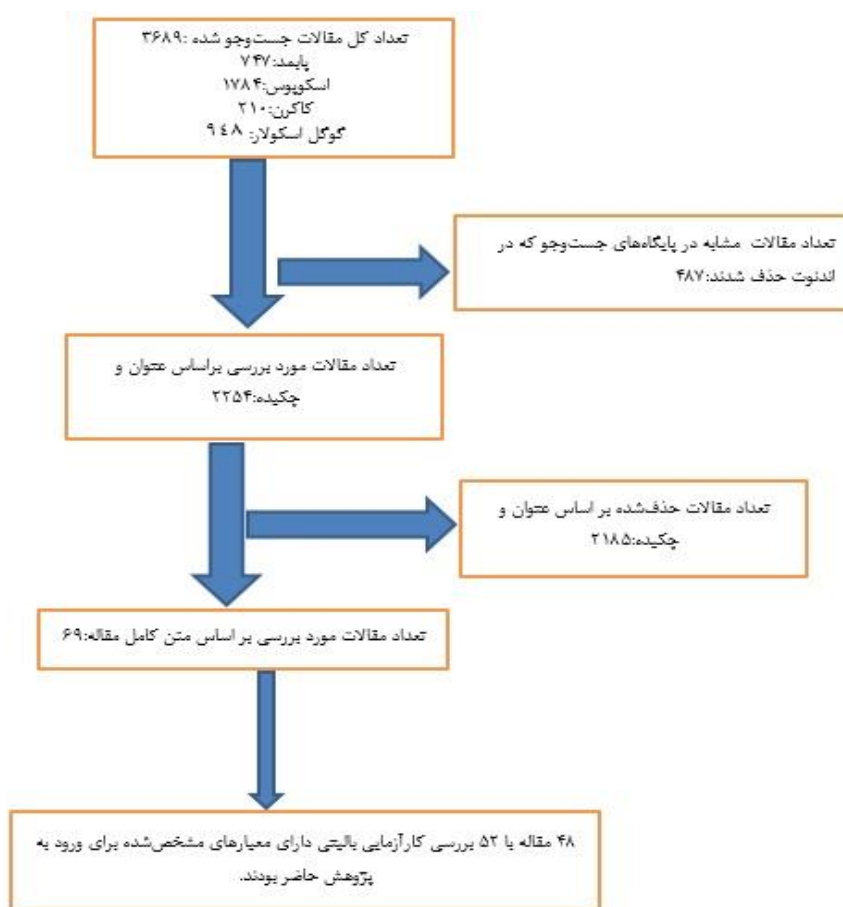 تعداد کل مقالات جست‌وجو شده :۳۶۸۹
پابمد:۷۴۷
اسکوپوس:۱۷۸۴
کاکرن:۲۱۰
گوگل اسکولار: ٩٤٨
تعداد مقالات مشابه در پایگاه‌های جست‌وجو که در
اندنوت حذف شدند:۴۸۷
تعداد مقالات مورد بررسی براساس عنوان و
چکیده:۲۲۵۴
تعداد مقالات حذف‌شده بر اساس عنوان و
چکیده:۲۱۸۵
تعداد مقالات مورد بررسی بر اساس متن کامل مقاله:۶۹
۴۸ مقاله با ۵۲ بررسی کارآزمایی بالینی دارای معیارهای مشخص‌شده برای ورود به
پژوهش حاضر بودند.